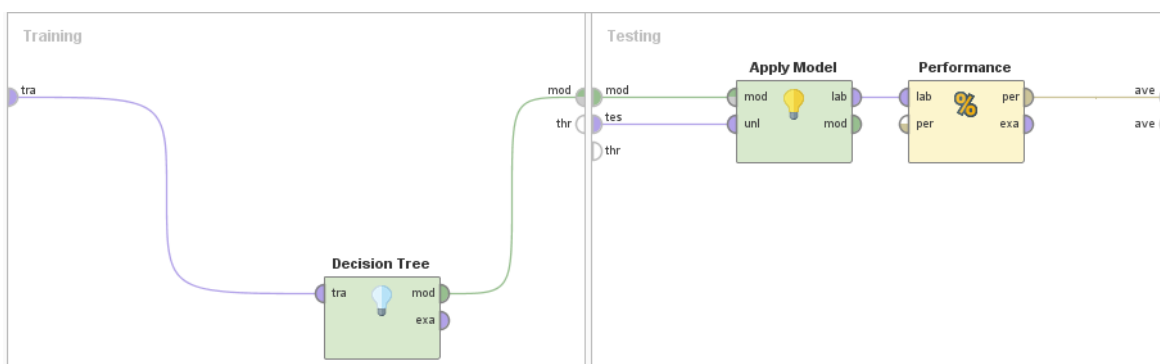 Training
tra
mod
thr
Decision Tree
tra mod
exa
Testing
mod
tes
thr
Apply Model
mod lab
unl mod
Performance
% 
lab per
per exa
ave
ave